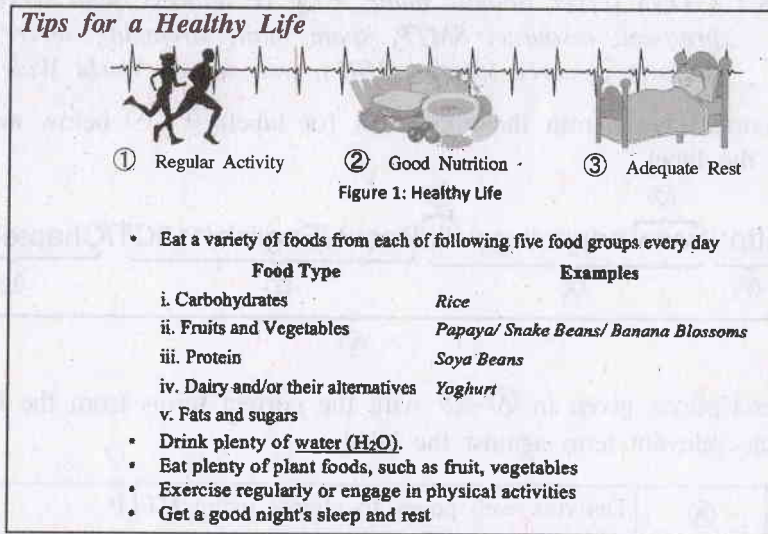 Tips for a Healthy Life
① Regular Activity ② Good Nutrition ③ Adequate Rest
Figure 1: Healthy Life
• Eat a variety of foods from each of following five food groups every day
Food Type Examples
i. Carbohydrates Rice
ii. Fruits and Vegetables Papaya/ Snake Beans/ Banana Blossoms
iii. Protein Soya Beans
iv. Dairy and/or their alternatives Yoghurt
v. Fats and sugars
• Drink plenty of water (H₂O).
• Eat plenty of plant foods, such as fruit, vegetables
• Exercise regularly or engage in physical activities
• Get a good night's sleep and rest